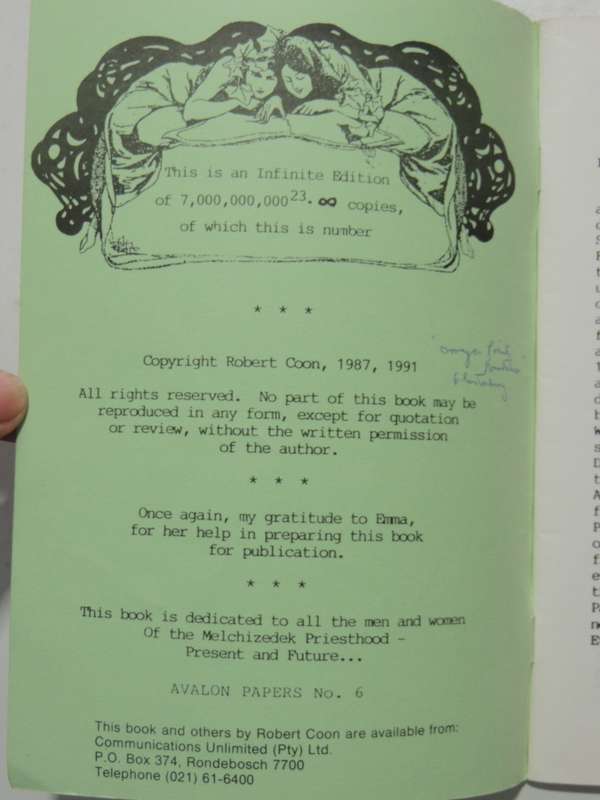 This is an Infinite Edition
of 7,000,000,000²³·∞ copies,
of which this is number
* * *
Copyright Robert Coon, 1987, 1991
All rights reserved. No part of this book may be
reproduced in any form, except for quotation
or review, without the written permission
of the author.
* * *
Once again, my gratitude to Emma,
for her help in preparing this book
for publication.
* * *
This book is dedicated to all the men and women
Of the Melchizedek Priesthood -
Present and Future...
AVALON PAPERS No. 6
This book and others by Robert Coon are available from:
Communications Unlimited (Pty) Ltd.
P.O. Box 374, Rondebosch 7700
Telephone (021) 61-6400